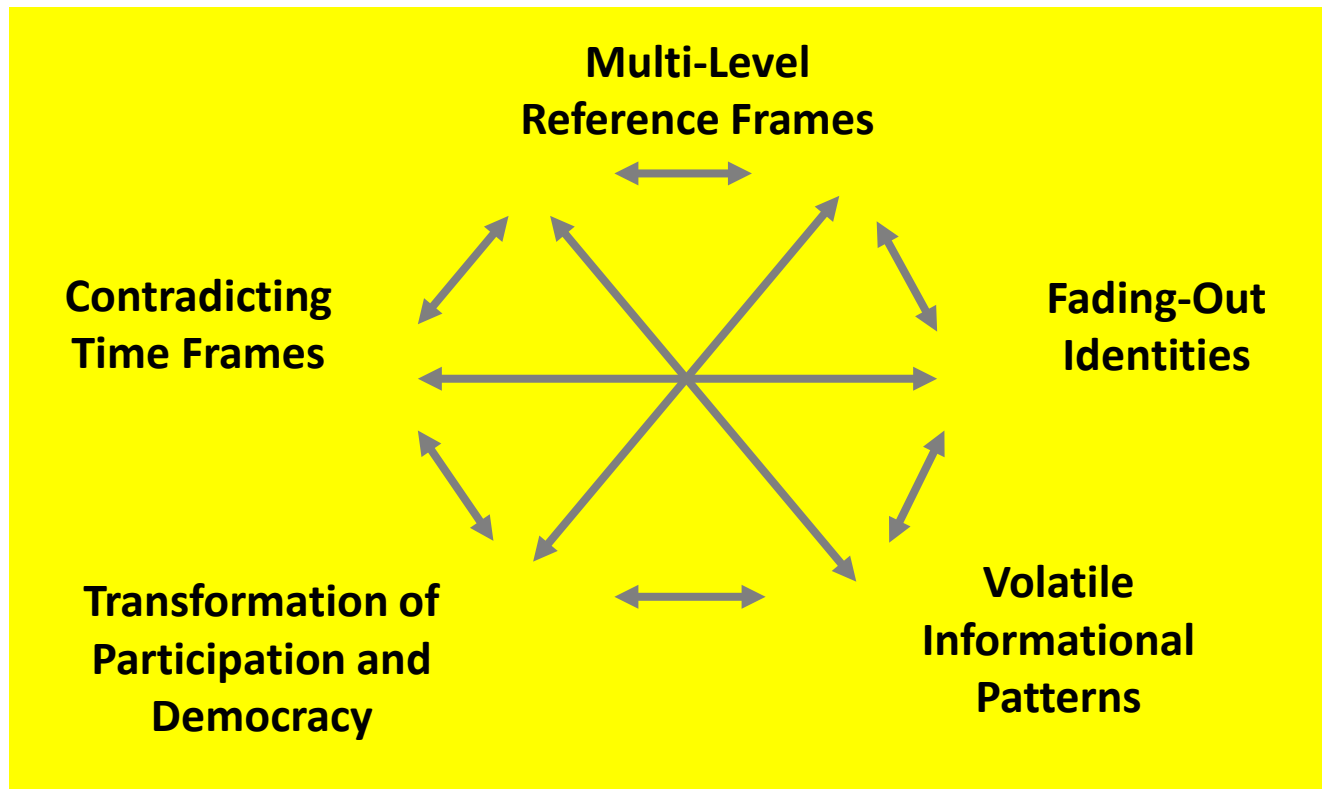 Multi-Level
Reference Frames
Contradicting
Time Frames
Fading-Out
Identities
Transformation of
Participation and
Democracy
Volatile
Informational
Patterns